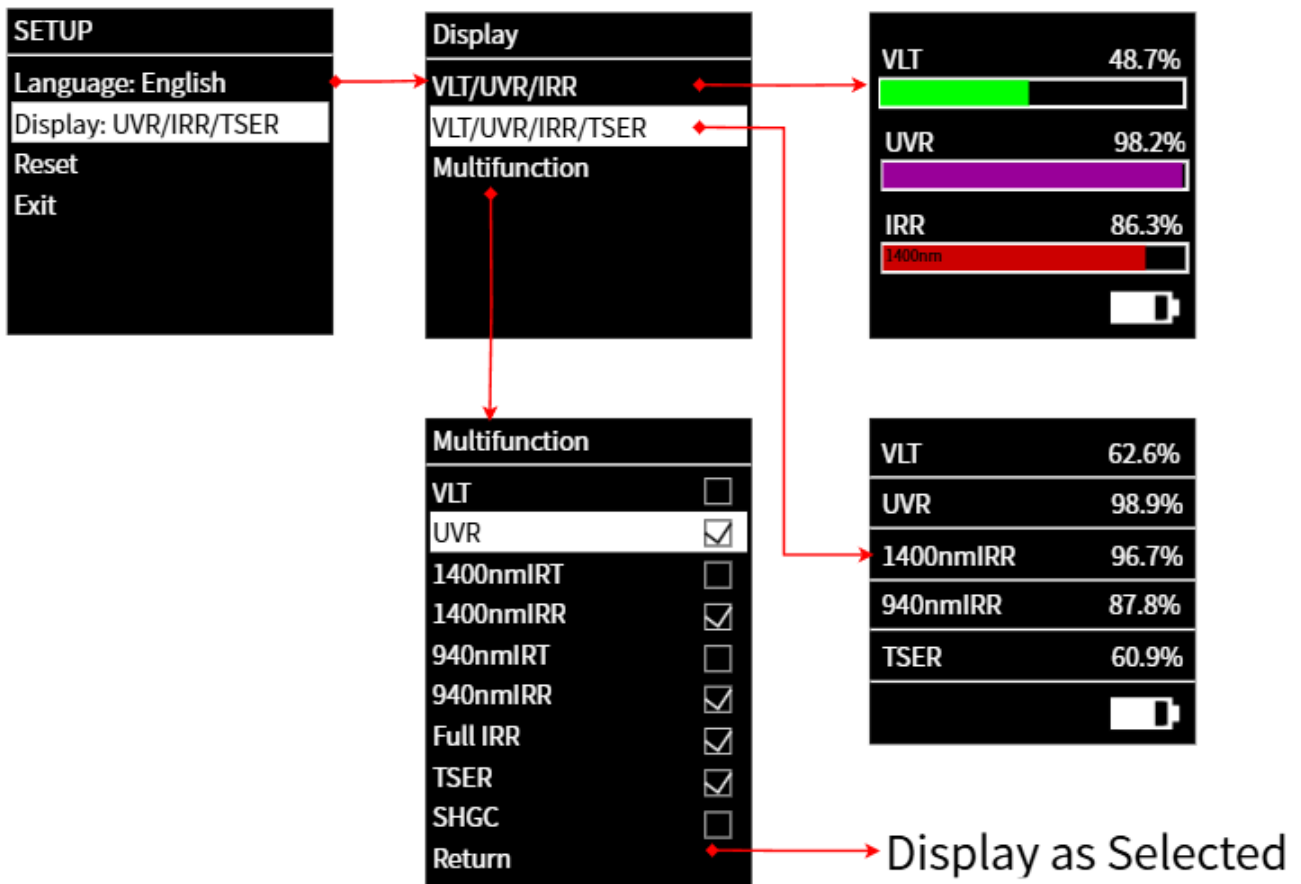 SETUP
Language: English
Display: UVR/IRR/TSER
Reset
Exit
Display
VLT/UVR/IRR
VLT/UVR/IRR/TSER
Multifunction
VLT 48.7%
UVR 98.2%
IRR 86.3%
1400nm
Multifunction
VLT
UVR
1400nmIRT
1400nmIRR
940nmIRT
940nmIRR
Full IRR
TSER
SHGC
Return
VLT 62.6%
UVR 98.9%
1400nmIRR 96.7%
940nmIRR 87.8%
TSER 60.9%
Display as Selected